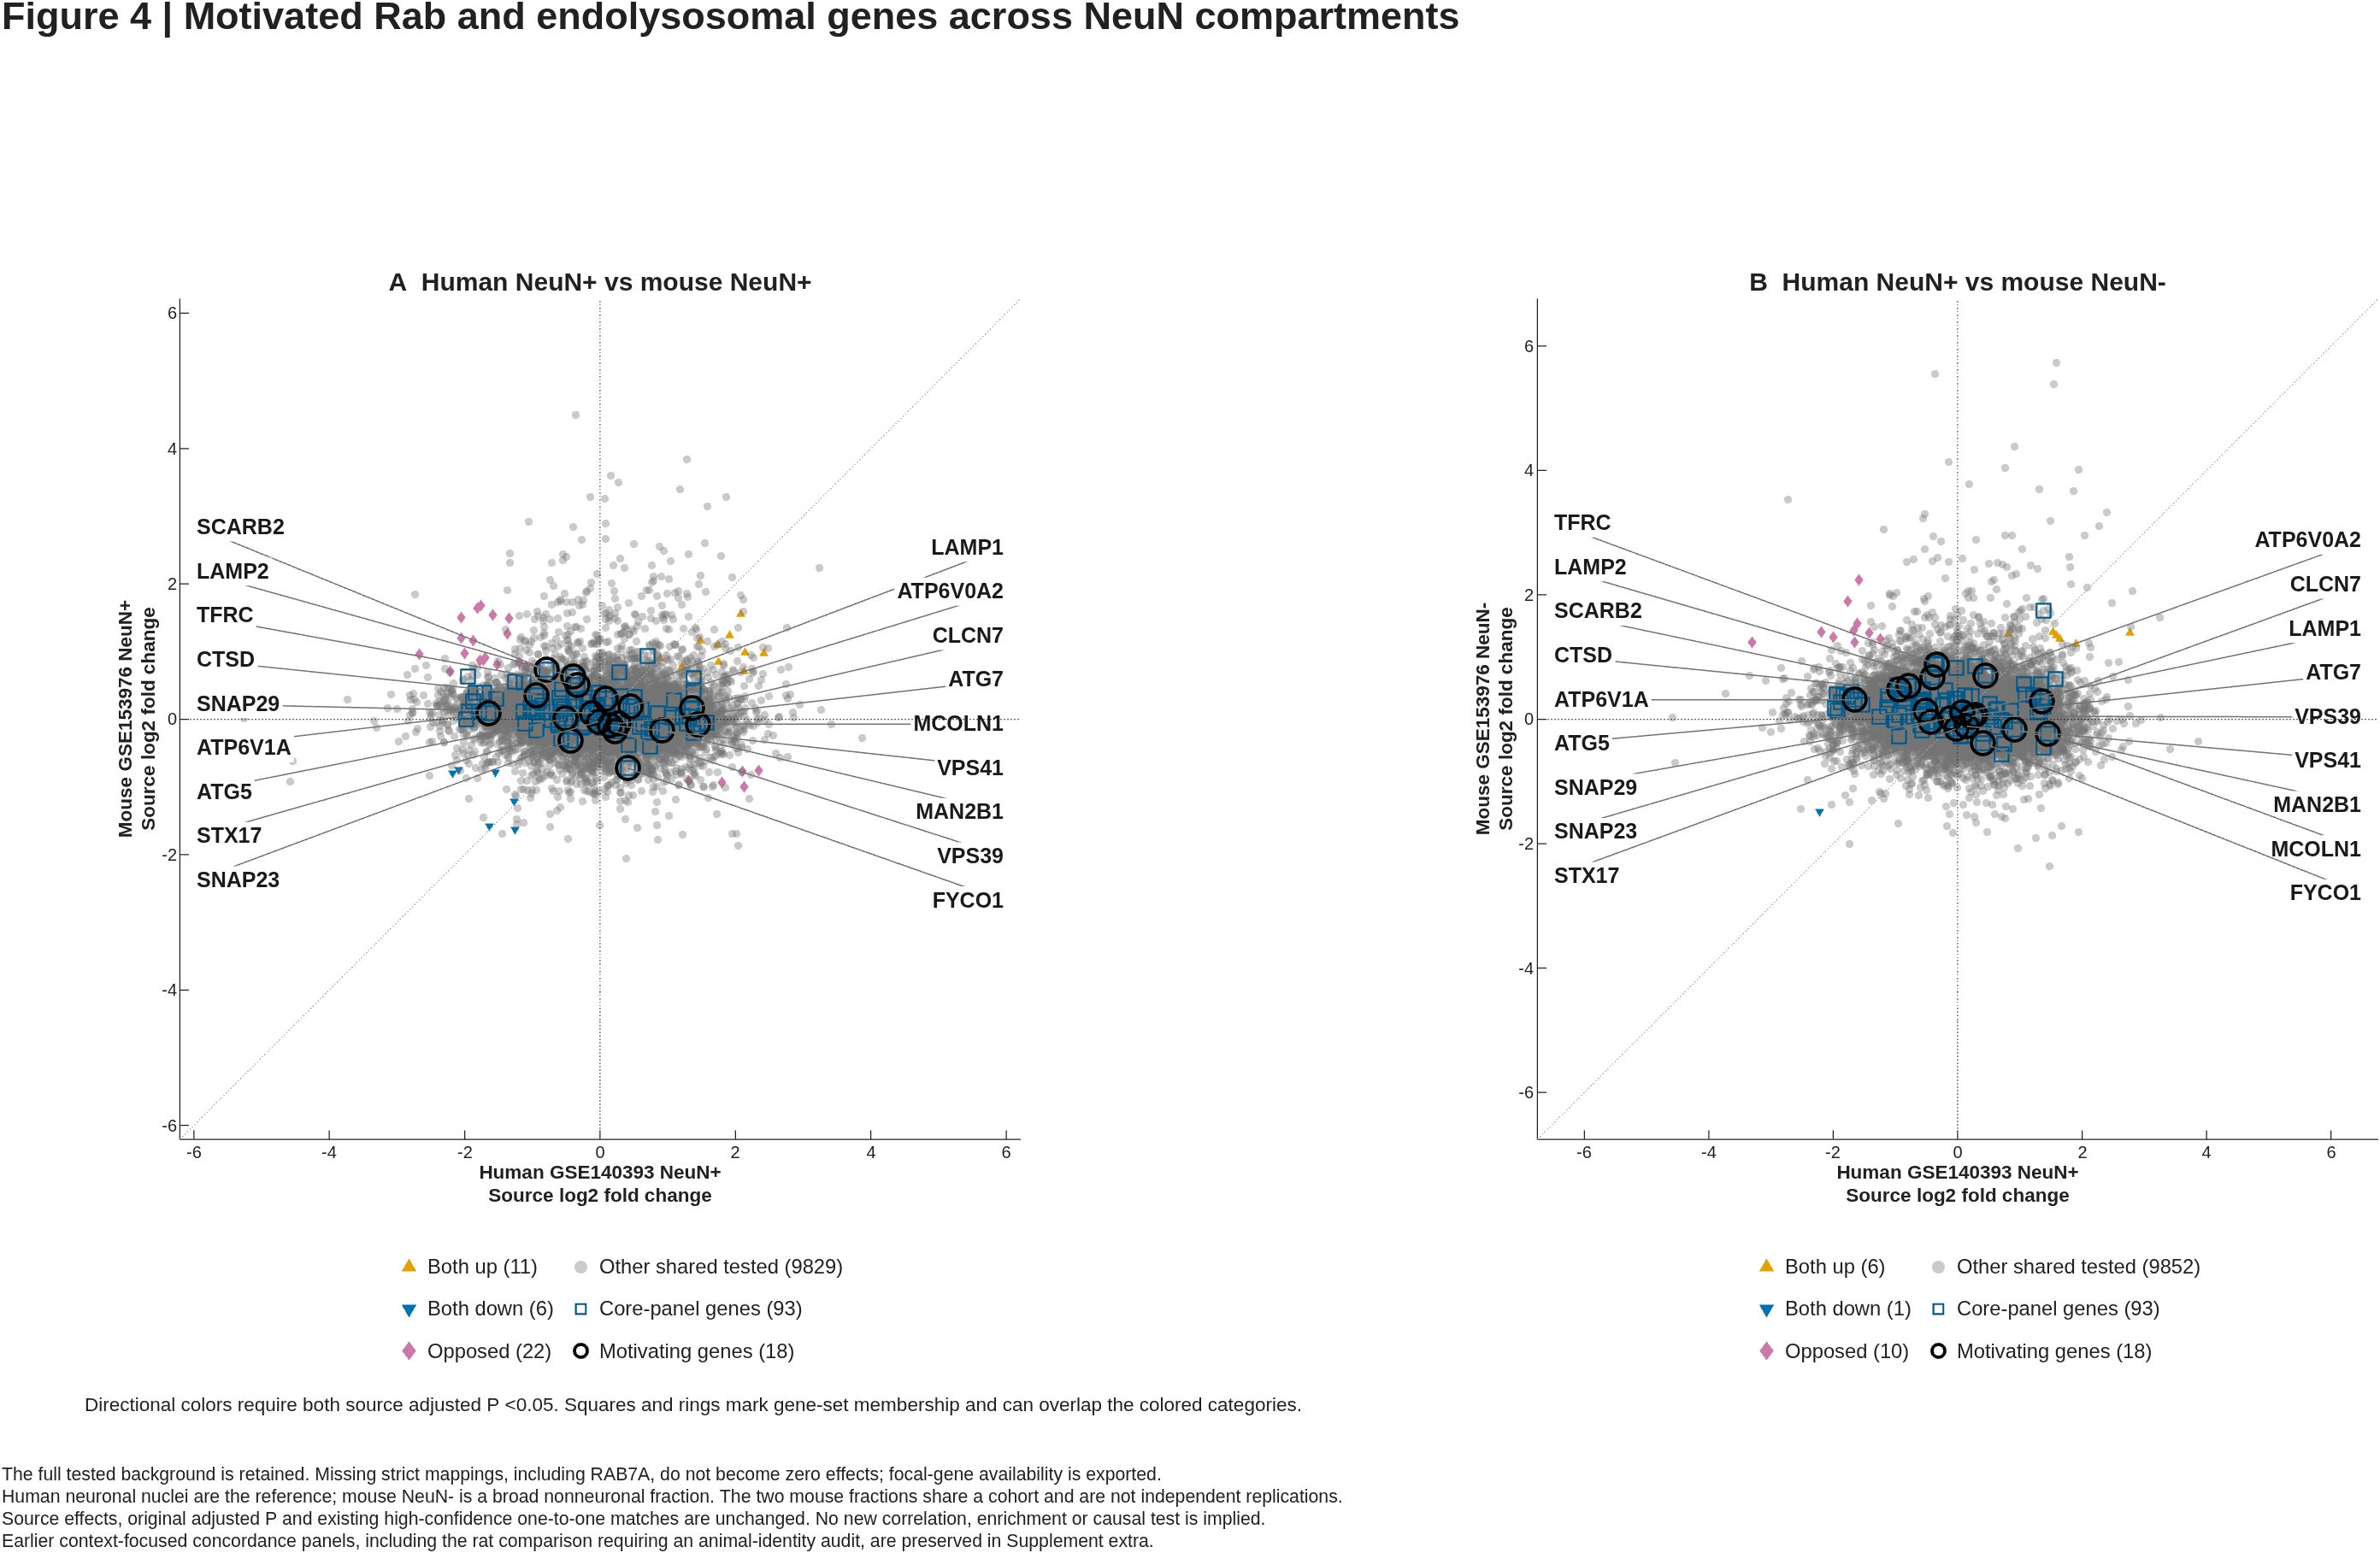 Figure 4 | Motivated Rab and endolysosomal genes across NeuN compartments
A  Human NeuN+ vs mouse NeuN+
Mouse GSE153976 NeuN+
Source log2 fold change
6
4
2
0
-2
-4
-6
SCARB2
LAMP2
TFRC
CTSD
SNAP29
ATP6V1A
ATG5
STX17
SNAP23
LAMP1
ATP6V0A2
CLCN7
ATG7
MCOLN1
VPS41
MAN2B1
VPS39
FYCO1
-6 -4 -2 0 2 4 6
Human GSE140393 NeuN+
Source log2 fold change
Both up (11)
Other shared tested (9829)
Both down (6)
Core-panel genes (93)
Opposed (22)
Motivating genes (18)
B  Human NeuN+ vs mouse NeuN-
Mouse GSE153976 NeuN-
Source log2 fold change
6
4
2
0
-2
-4
-6
TFRC
LAMP2
SCARB2
CTSD
ATP6V1A
ATG5
SNAP29
SNAP23
STX17
ATP6V0A2
CLCN7
LAMP1
ATG7
VPS39
VPS41
MAN2B1
MCOLN1
FYCO1
-6 -4 -2 0 2 4 6
Human GSE140393 NeuN+
Source log2 fold change
Both up (6)
Other shared tested (9852)
Both down (1)
Core-panel genes (93)
Opposed (10)
Motivating genes (18)
Directional colors require both source adjusted P <0.05. Squares and rings mark gene-set membership and can overlap the colored categories.
The full tested background is retained. Missing strict mappings, including RAB7A, do not become zero effects; focal-gene availability is exported.
Human neuronal nuclei are the reference; mouse NeuN- is a broad nonneuronal fraction. The two mouse fractions share a cohort and are not independent replications.
Source effects, original adjusted P and existing high-confidence one-to-one matches are unchanged. No new correlation, enrichment or causal test is implied.
Earlier context-focused concordance panels, including the rat comparison requiring an animal-identity audit, are preserved in Supplement extra.